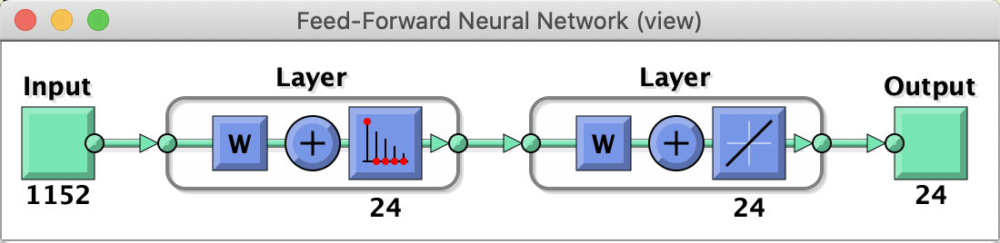 Feed-Forward Neural Network (view)
Layer
Layer
Input
Output
W
+
W
+
1152
24
24
24